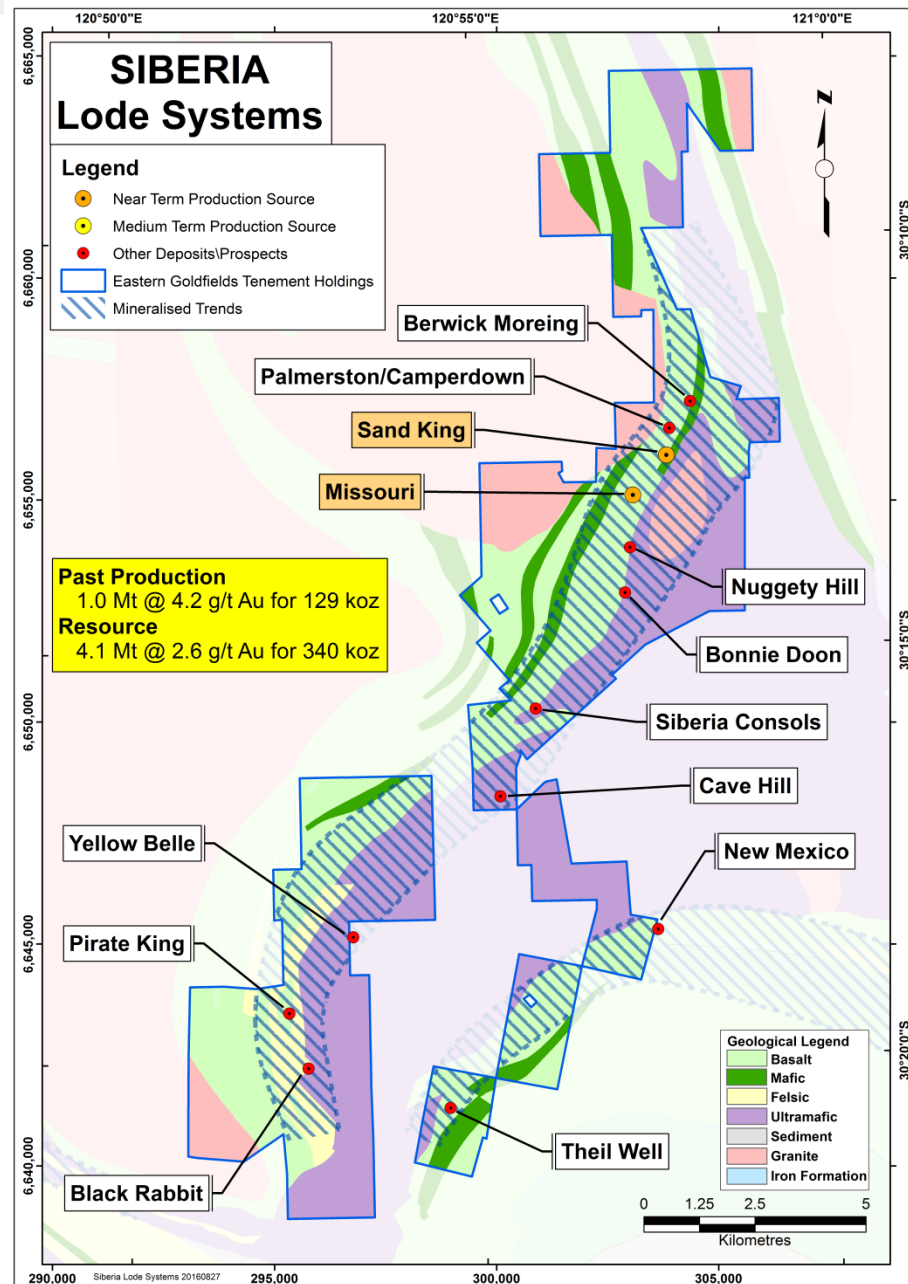 120°50'0"E
120°55'0"E
121°0'0"E
SIBERIA
Lode Systems
Legend
Near Term Production Source
Medium Term Production Source
Other Deposits\Prospects
Eastern Goldfields Tenement Holdings
Mineralised Trends
N
6,665,000
6,660,000
6,655,000
6,650,000
6,645,000
6,640,000
30°10'0"S
30°15'0"S
30°20'0"S
Berwick Moreing
Palmerston/Camperdown
Sand King
Missouri
Past Production
1.0 Mt @ 4.2 g/t Au for 129 koz
Resource
4.1 Mt @ 2.6 g/t Au for 340 koz
Nuggety Hill
Bonnie Doon
Siberia Consols
Cave Hill
Yellow Belle
New Mexico
Pirate King
Black Rabbit
Theil Well
Geological Legend
Basalt
Mafic
Felsic
Ultramafic
Sediment
Granite
Iron Formation
0 1.25 2.5 5
Kilometres
290,000
Siberia Lode Systems 20160827
295,000
300,000
305,000